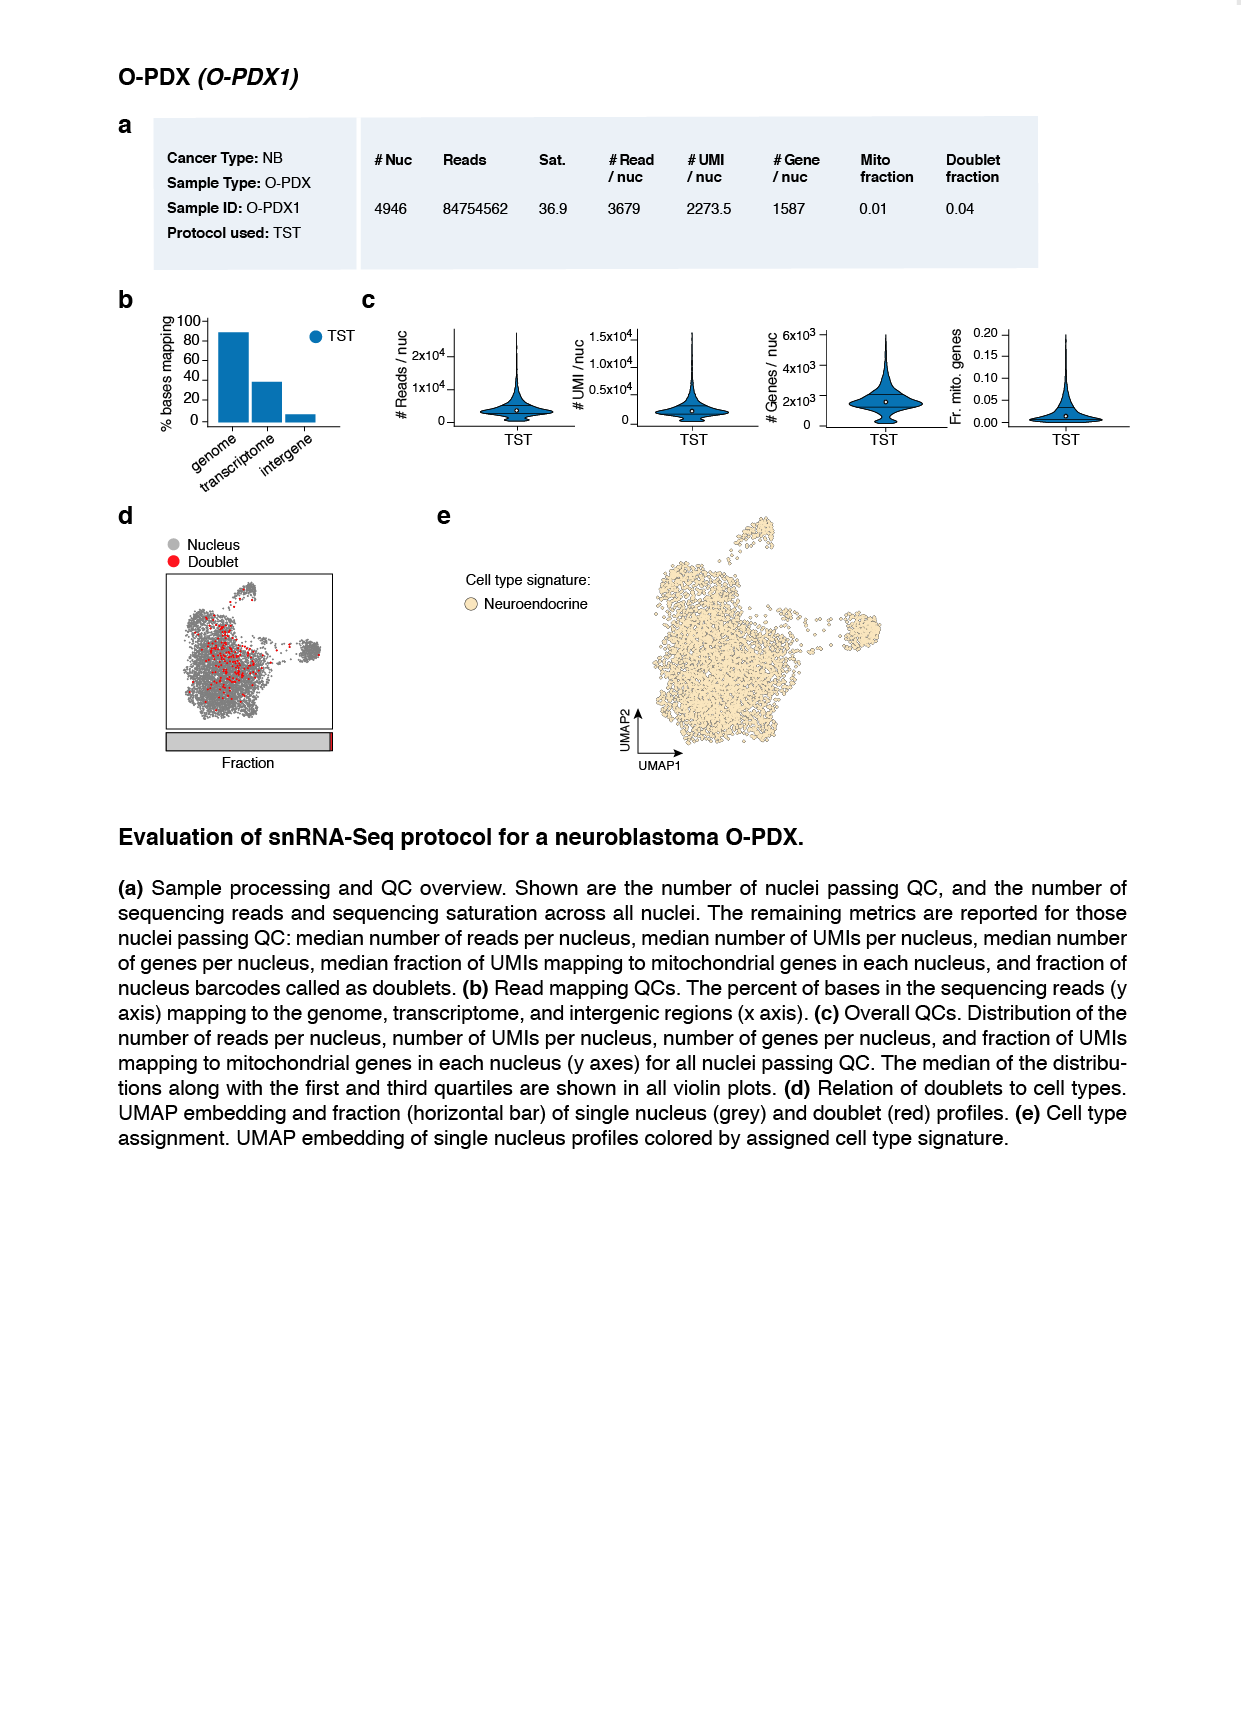 O-PDX (O-PDX1)
a
Cancer Type: NB
Sample Type: O-PDX
Sample ID: O-PDX1
Protocol used: TST
# Nuc Reads Sat. # Read / nuc # UMI / nuc # Gene / nuc Mito fraction Doublet fraction
4946 84754562 36.9 3679 2273.5 1587 0.01 0.04
b
% bases mapping
100
80
60
40
20
0
genome
transcriptome
intergene
TST
c
# Reads / nuc
2x10⁴
1x10⁴
0
TST
# UMI / nuc
1.5x10⁴
1.0x10⁴
0.5x10⁴
0
TST
# Genes / nuc
6x10³
4x10³
2x10³
0
TST
Fr. mito. genes
0.20
0.15
0.10
0.05
0.00
TST
d
Nucleus
Doublet
Fraction
e
Cell type signature:
Neuroendocrine
UMAP2
UMAP1
Evaluation of snRNA-Seq protocol for a neuroblastoma O-PDX.
(a) Sample processing and QC overview. Shown are the number of nuclei passing QC, and the number of
sequencing reads and sequencing saturation across all nuclei. The remaining metrics are reported for those
nuclei passing QC: median number of reads per nucleus, median number of UMIs per nucleus, median number
of genes per nucleus, median fraction of UMIs mapping to mitochondrial genes in each nucleus, and fraction of
nucleus barcodes called as doublets. (b) Read mapping QCs. The percent of bases in the sequencing reads (y
axis) mapping to the genome, transcriptome, and intergenic regions (x axis). (c) Overall QCs. Distribution of the
number of reads per nucleus, number of UMIs per nucleus, number of genes per nucleus, and fraction of UMIs
mapping to mitochondrial genes in each nucleus (y axes) for all nuclei passing QC. The median of the distribu-
tions along with the first and third quartiles are shown in all violin plots. (d) Relation of doublets to cell types.
UMAP embedding and fraction (horizontal bar) of single nucleus (grey) and doublet (red) profiles. (e) Cell type
assignment. UMAP embedding of single nucleus profiles colored by assigned cell type signature.